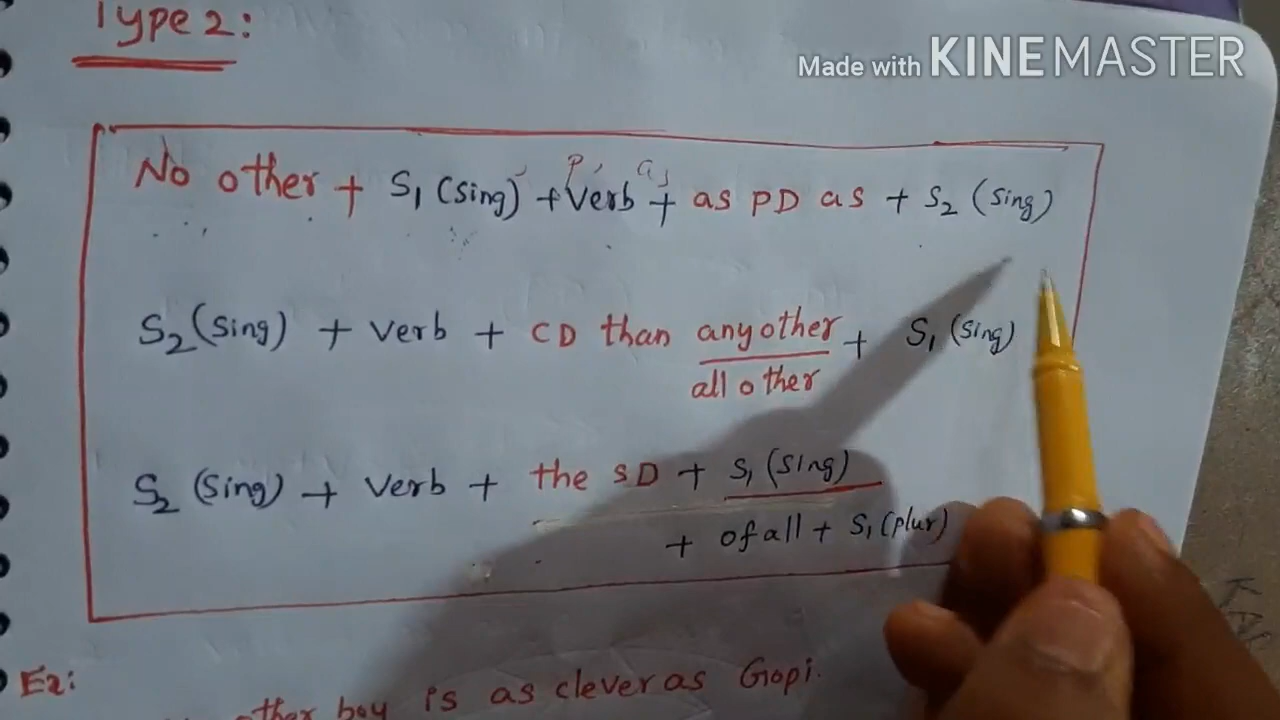 Type 2:
Made with KINEMASTER
P, as
No other + S1 (Sing) + Verb + as PD as + S2 (Sing)
S2 (Sing) + Verb + CD than any other + S1 (Sing)
all other
S2 (Sing) + Verb + the SD + S1 (Sing)
+ of all + S1 (plur)
Ex:
other boy is as clever as Gopi.